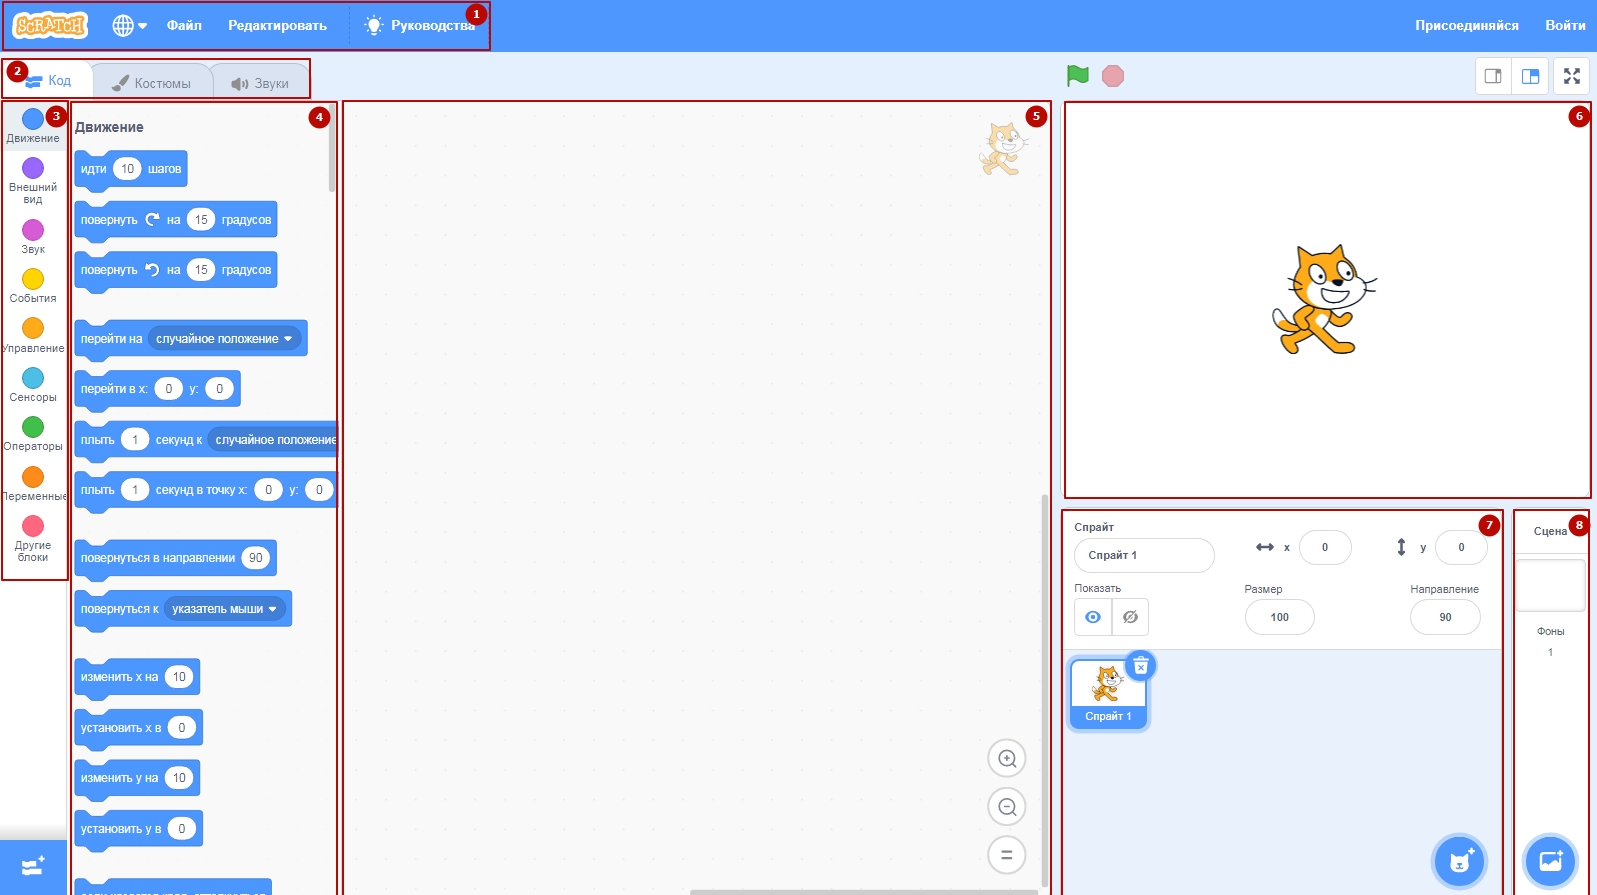 SCRATCH Файл Редактировать Руководства 1 Присоединяйся Войти
2 Код Костюмы Звуки
3 4 5 6
Движение
Внешний
вид
Звук
События
Управление
Сенсоры
Операторы
Переменные
Другие
блоки
Движение
идти 10 шагов
повернуть на 15 градусов
повернуть на 15 градусов
перейти на случайное положение
перейти в x: 0 y: 0
плыть 1 секунд к случайное положение
плыть 1 секунд в точку x: 0 y: 0
повернуться в направлении 90
повернуться к указатель мыши
изменить x на 10
установить x в 0
изменить y на 10
установить y в 0
Спрайт 7
Спрайт 1 x 0 y 0
Показать Размер Направление
100 90
Спрайт 1
Сцена 8
Фоны
1